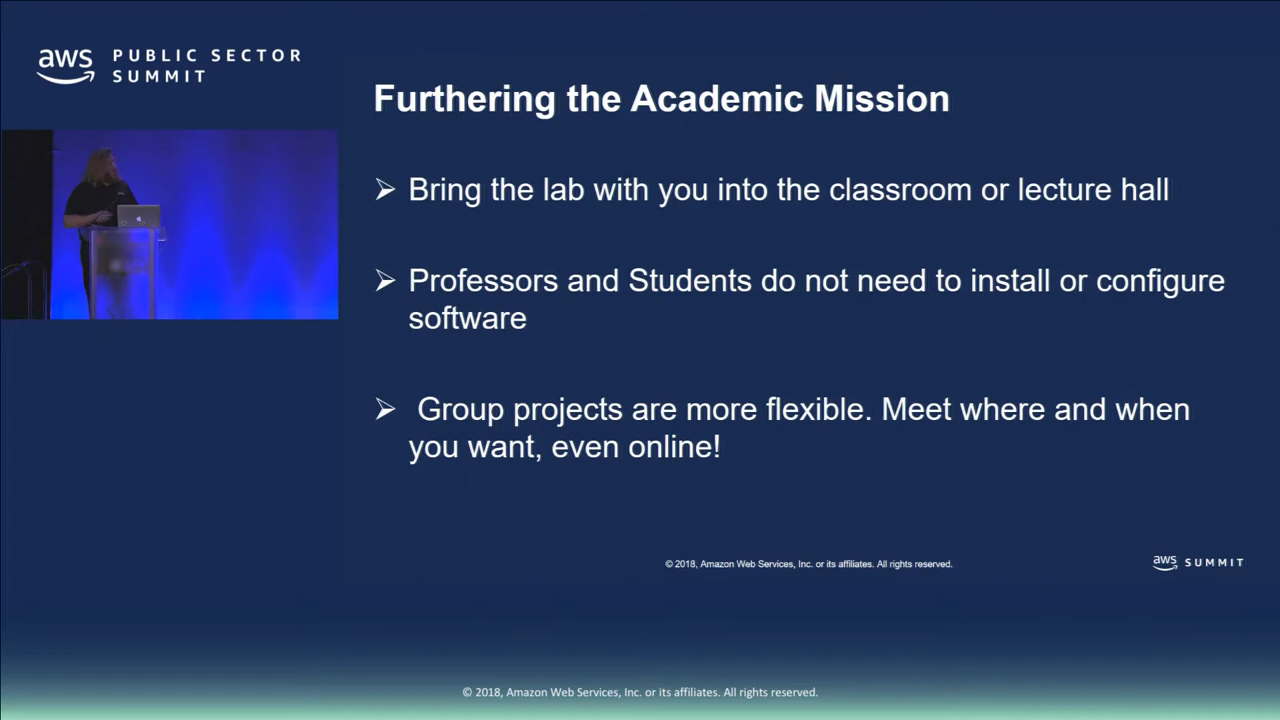 aws PUBLIC SECTOR
SUMMIT
Furthering the Academic Mission
➢ Bring the lab with you into the classroom or lecture hall
➢ Professors and Students do not need to install or configure
software
➢ Group projects are more flexible. Meet where and when
you want, even online!
© 2018, Amazon Web Services, Inc. or its affiliates. All rights reserved.
aws SUMMIT
© 2018, Amazon Web Services, Inc. or its affiliates. All rights reserved.